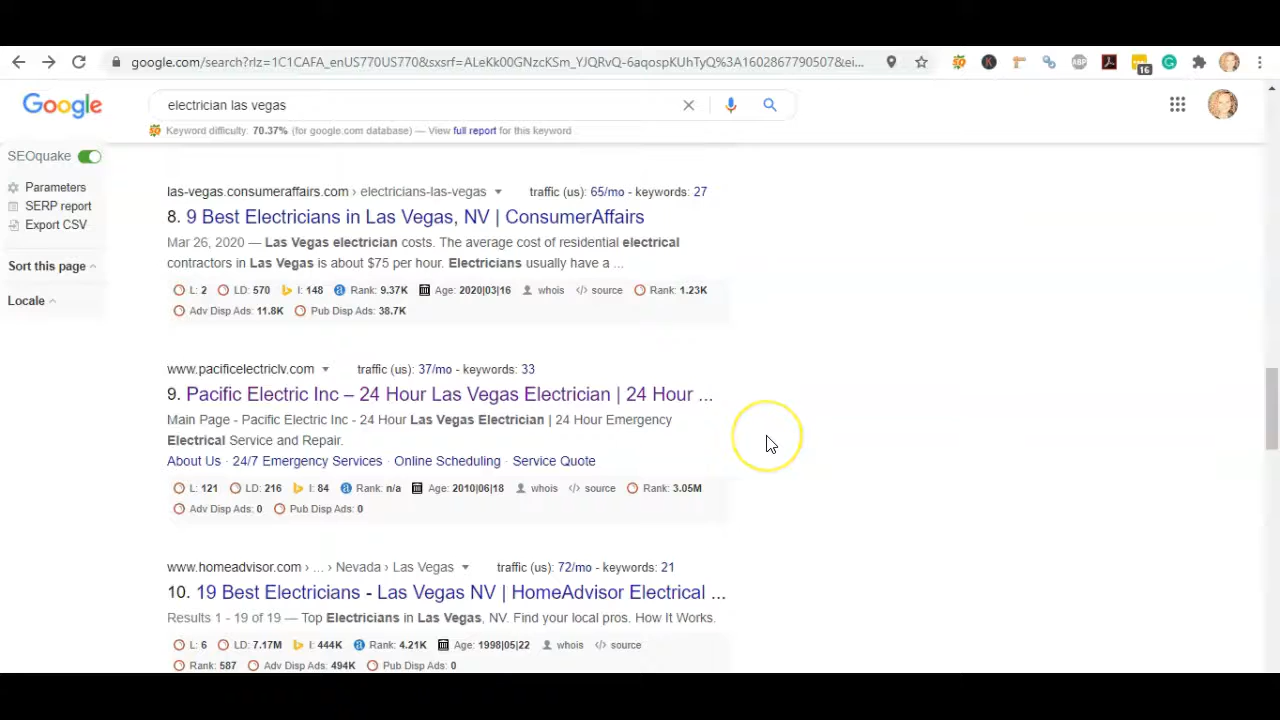 google.com/search?rlz=1C1CAFA_enUS770US770&sxsrf=ALeKk00GNzcKSm_YJQRvQ-6aqospKUhTyQ%3A1602867790507&ei...
16
Google
electrician las vegas
Keyword difficulty: 70.37% (for google.com database) — View full report for this keyword
SEOquake
Parameters
SERP report
Export CSV
Sort this page
Locale
las-vegas.consumeraffairs.com › electricians-las-vegas traffic (us): 65/mo - keywords: 27
8. 9 Best Electricians in Las Vegas, NV | ConsumerAffairs
Mar 26, 2020 — Las Vegas electrician costs. The average cost of residential electrical
contractors in Las Vegas is about $75 per hour. Electricians usually have a ...
L: 2 LD: 570 I: 148 Rank: 9.37K Age: 2020|03|16 whois </> source Rank: 1.23K
Adv Disp Ads: 11.8K Pub Disp Ads: 38.7K
www.pacificelectriclv.com traffic (us): 37/mo - keywords: 33
9. Pacific Electric Inc – 24 Hour Las Vegas Electrician | 24 Hour ...
Main Page - Pacific Electric Inc - 24 Hour Las Vegas Electrician | 24 Hour Emergency
Electrical Service and Repair.
About Us · 24/7 Emergency Services · Online Scheduling · Service Quote
L: 121 LD: 216 I: 84 Rank: n/a Age: 2010|06|18 whois </> source Rank: 3.05M
Adv Disp Ads: 0 Pub Disp Ads: 0
www.homeadvisor.com › ... › Nevada › Las Vegas traffic (us): 72/mo - keywords: 21
10. 19 Best Electricians - Las Vegas NV | HomeAdvisor Electrical ...
Results 1 - 19 of 19 — Top Electricians in Las Vegas, NV. Find your local pros. How It Works.
L: 6 LD: 7.17M I: 444K Rank: 4.21K Age: 1998|05|22 whois </> source
Rank: 587 Adv Disp Ads: 494K Pub Disp Ads: 0